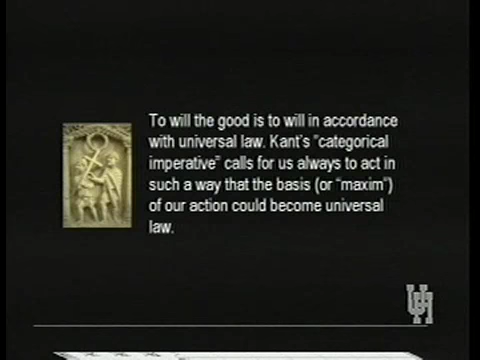 To will the good is to will in accordance
with universal law. Kant's "categorical
imperative" calls for us always to act in
such a way that the basis (or "maxim")
of our action could become universal
law.
UH